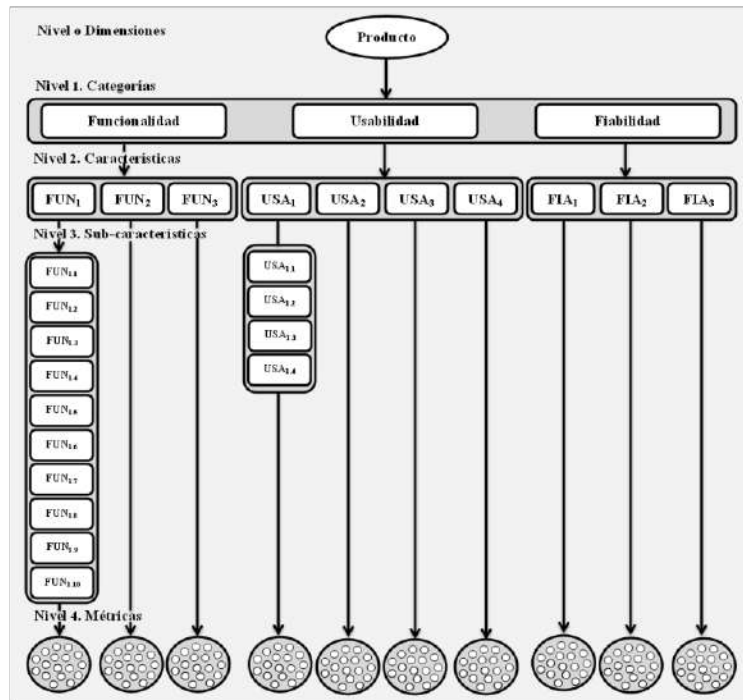 Nivel o Dimensiones
Producto
Nivel 1. Categorías
Funcionalidad
Usabilidad
Fiabilidad
Nivel 2. Características
FUN₁ FUN₂ FUN₃ USA₁ USA₂ USA₃ USA₄ FIA₁ FIA₂ FIA₃
Nivel 3. Sub-características
FUN₁.₁
FUN₁.₂
FUN₁.₃
FUN₁.₄
FUN₁.₅
FUN₁.₆
FUN₁.₇
FUN₁.₈
FUN₁.₉
FUN₁.₁₀
USA₁.₁
USA₁.₂
USA₁.₃
USA₁.₄
Nivel 4. Métricas